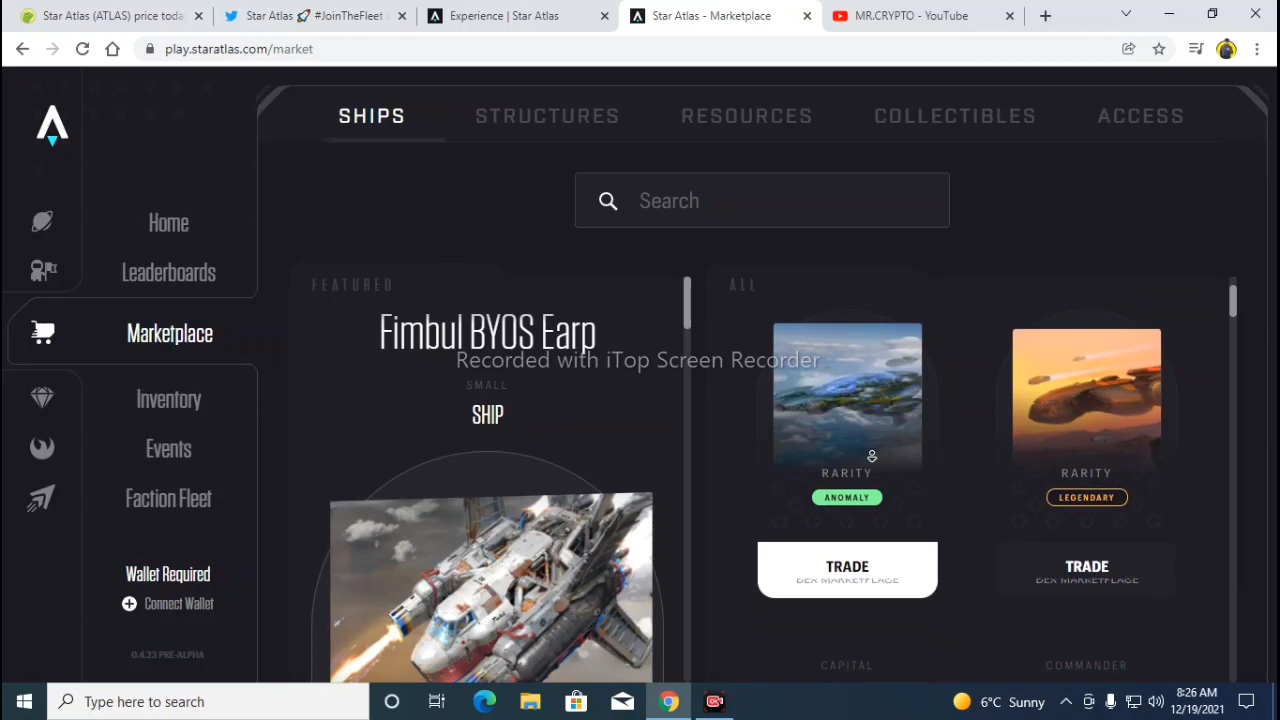 Star Atlas (ATLAS) price today
Star Atlas 🚀 #JoinTheFleet
Experience | Star Atlas
Star Atlas - Marketplace
MR.CRYPTO - YouTube
play.staratlas.com/market
SHIPS
STRUCTURES
RESOURCES
COLLECTIBLES
ACCESS
Search
Home
Leaderboards
Marketplace
Inventory
Events
Faction Fleet
Wallet Required
Connect Wallet
0.4.23 PRE-ALPHA
FEATURED
Fimbul BYOS Earp
SMALL
SHIP
Recorded with iTop Screen Recorder
ALL
RARITY
ANOMALY
TRADE
DEX MARKETPLACE
CAPITAL
RARITY
LEGENDARY
TRADE
DEX MARKETPLACE
COMMANDER
Type here to search
6°C Sunny
8:26 AM
12/19/2021